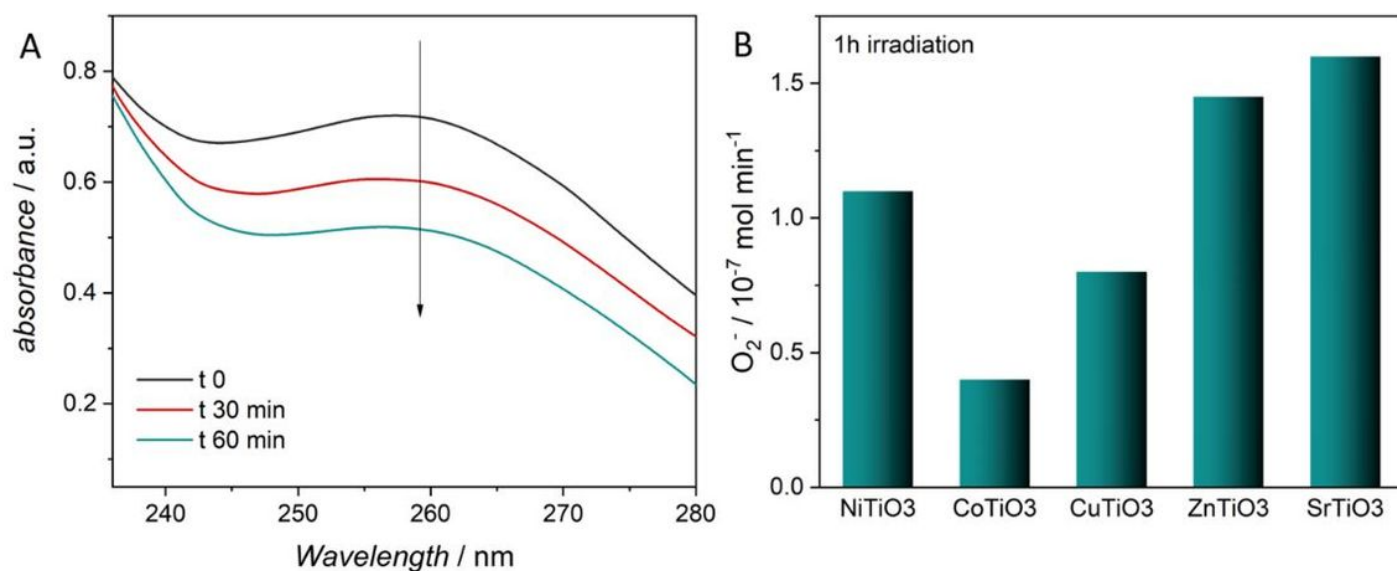 A
absorbance / a.u.
0.8
0.6
0.4
0.2
t 0
t 30 min
t 60 min
240 250 260 270 280
Wavelength / nm
B
1h irradiation
O₂⁻ / 10⁻⁷ mol min⁻¹
1.5
1.0
0.5
0.0
NiTiO3 CoTiO3 CuTiO3 ZnTiO3 SrTiO3